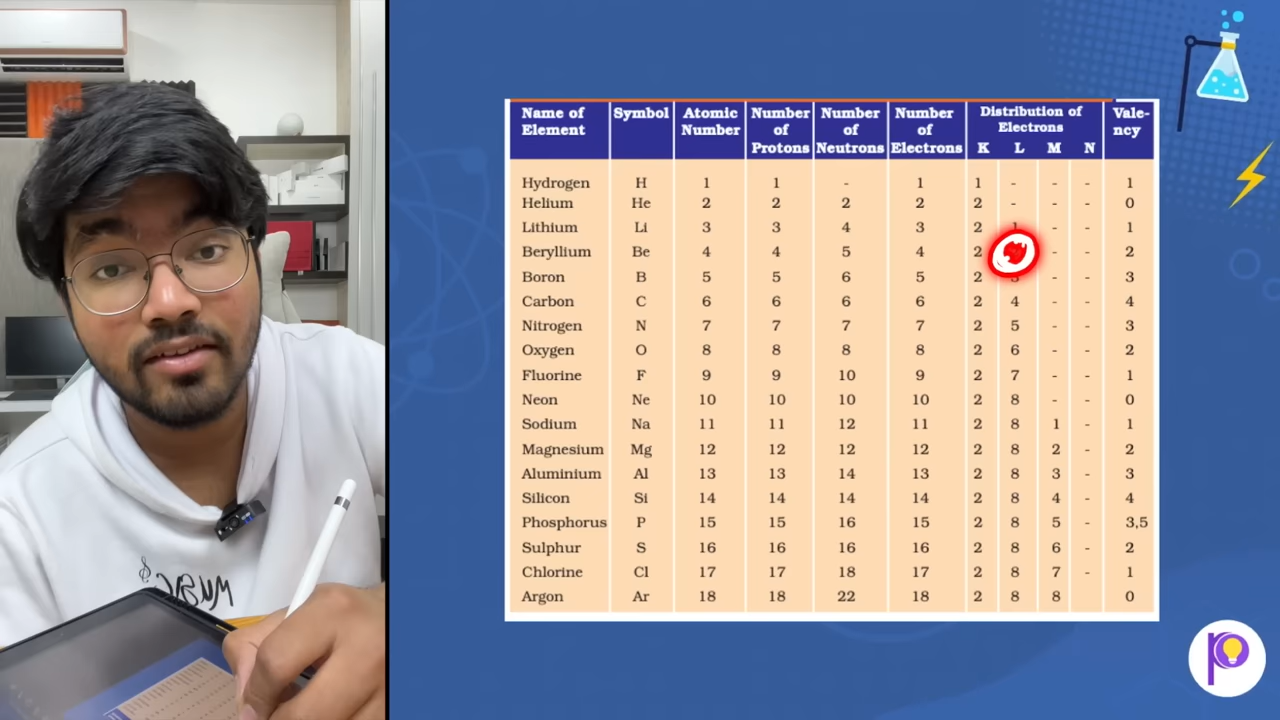 Name of Element Symbol Atomic Number Number of Protons Number of Neutrons Number of Electrons Distribution of Electrons K L M N Vale-ncy
Hydrogen H 1 1 - 1 1 - - - 1
Helium He 2 2 2 2 2 - - - 0
Lithium Li 3 3 4 3 2 1 - - 1
Beryllium Be 4 4 5 4 2 - - 2
Boron B 5 5 6 5 2 3 - - 3
Carbon C 6 6 6 6 2 4 - - 4
Nitrogen N 7 7 7 7 2 5 - - 3
Oxygen O 8 8 8 8 2 6 - - 2
Fluorine F 9 9 10 9 2 7 - - 1
Neon Ne 10 10 10 10 2 8 - - 0
Sodium Na 11 11 12 11 2 8 1 - 1
Magnesium Mg 12 12 12 12 2 8 2 - 2
Aluminium Al 13 13 14 13 2 8 3 - 3
Silicon Si 14 14 14 14 2 8 4 - 4
Phosphorus P 15 15 16 15 2 8 5 - 3,5
Sulphur S 16 16 16 16 2 8 6 - 2
Chlorine Cl 17 17 18 17 2 8 7 - 1
Argon Ar 18 18 22 18 2 8 8 0
MUSIC